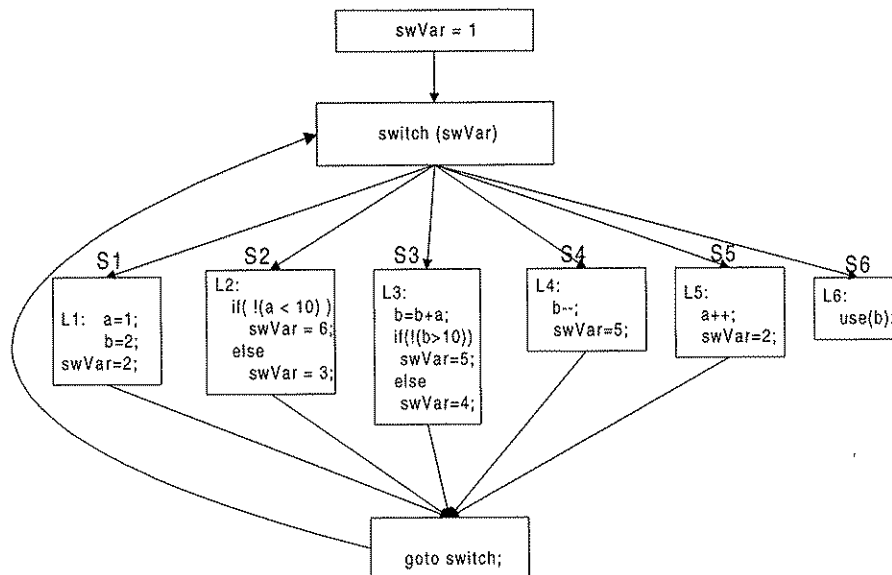 swVar = 1
switch (swVar)
S1
S2
S3
S4
S5
S6
L1: a=1;
b=2;
swVar=2;
L2:
if( !(a < 10) )
swVar = 6;
else
swVar = 3;
L3:
b=b+a;
if(!(b>10))
swVar=5;
else
swVar=4;
L4:
b--;
swVar=5;
L5:
a++;
swVar=2;
L6:
use(b);
goto switch;